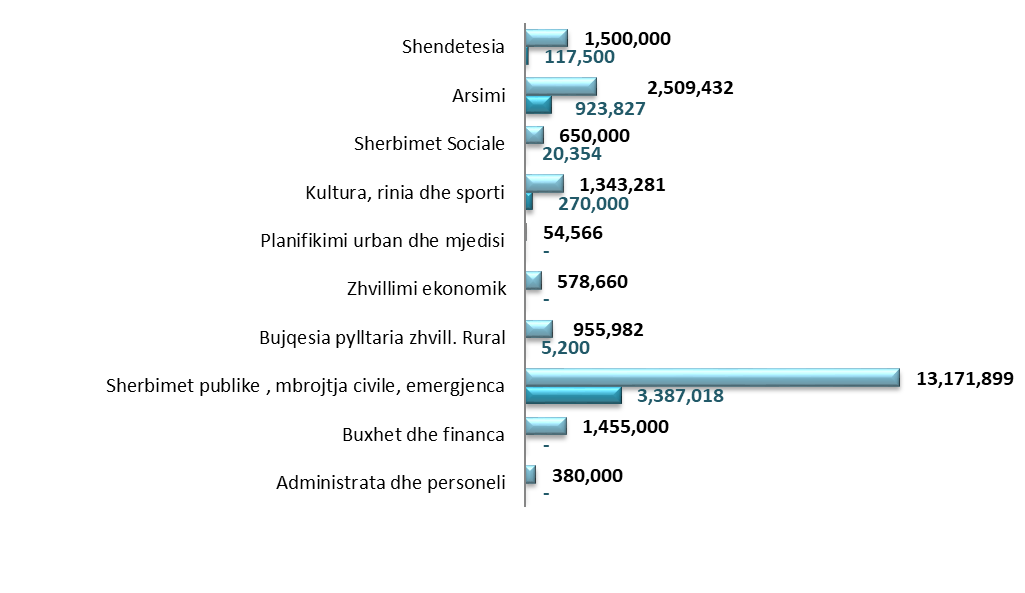 Shendetesia
1,500,000
117,500
Arsimi
2,509,432
923,827
Sherbimet Sociale
650,000
20,354
Kultura, rinia dhe sporti
1,343,281
270,000
Planifikimi urban dhe mjedisi
54,566
-
Zhvillimi ekonomik
578,660
-
Bujqesia pylltaria zhvill. Rural
955,982
5,200
Sherbimet publike , mbrojtja civile, emergjenca
13,171,899
3,387,018
Buxhet dhe financa
1,455,000
-
Administrata dhe personeli
380,000
-